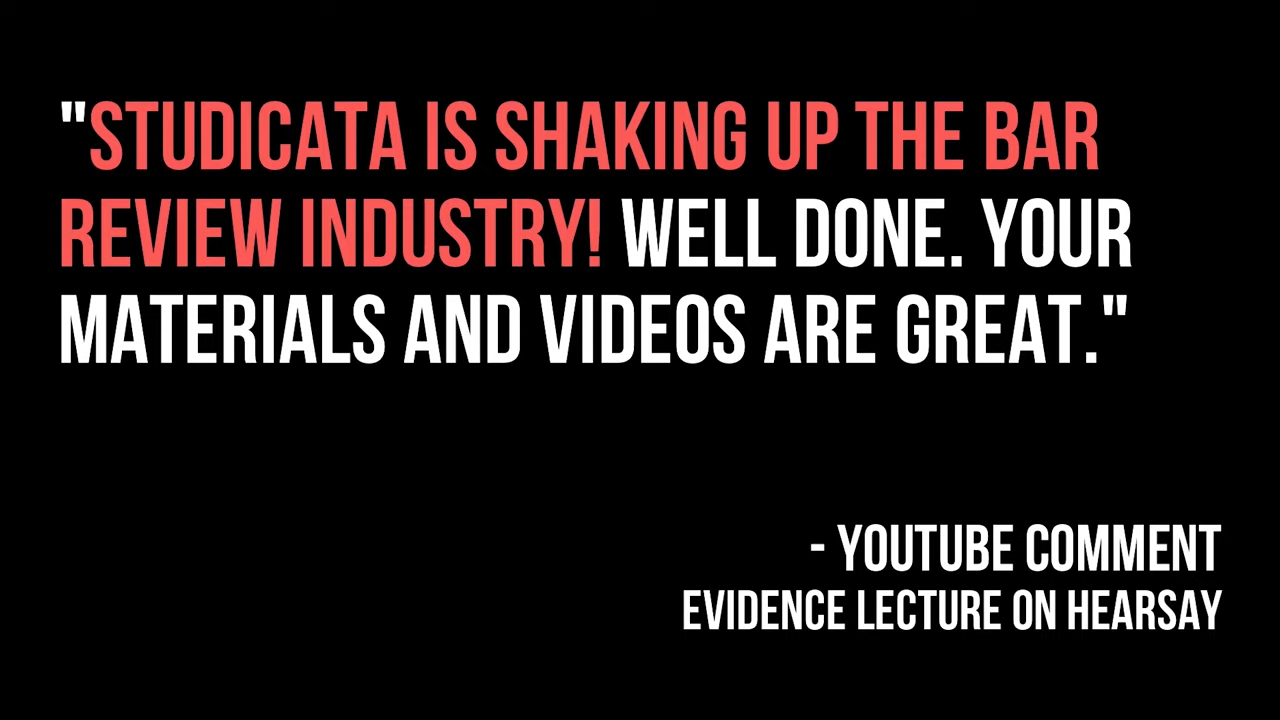 "STUDICATA IS SHAKING UP THE BAR
REVIEW INDUSTRY! WELL DONE. YOUR
MATERIALS AND VIDEOS ARE GREAT."
- YOUTUBE COMMENT
EVIDENCE LECTURE ON HEARSAY